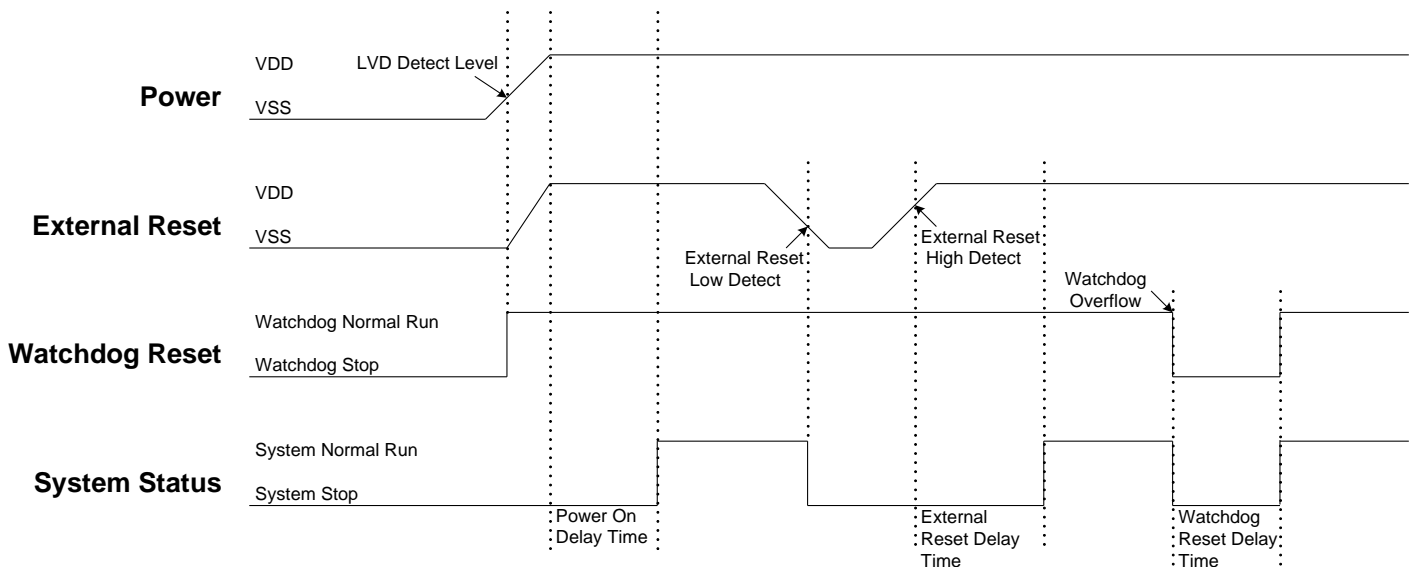 Power
VDD
VSS
LVD Detect Level
External Reset
VDD
VSS
External Reset
Low Detect
External Reset
High Detect
Watchdog Reset
Watchdog Normal Run
Watchdog Stop
Watchdog
Overflow
System Status
System Normal Run
System Stop
Power On
Delay Time
External
Reset Delay
Time
Watchdog
Reset Delay
Time